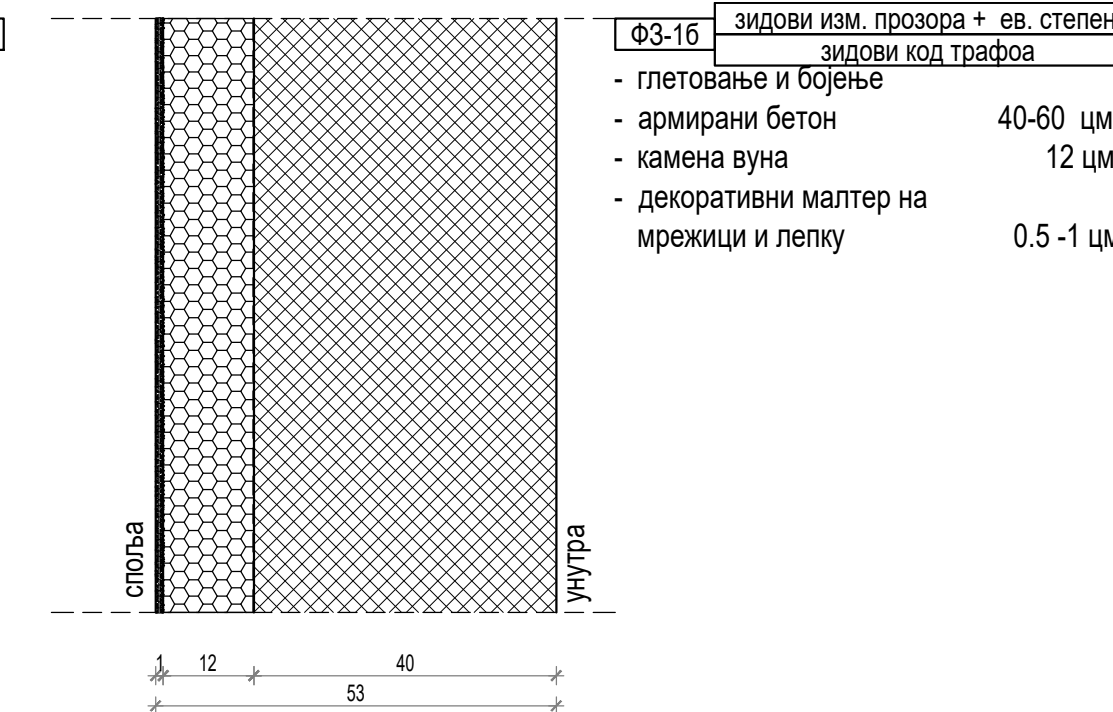 ФЗ-1б
зидови изм. прозора + ев. степен
зидови код трафоа
- глетовање и бојење
- армирани бетон 40-60 цм
- камена вуна 12 цм
- декоративни малтер на
мрежици и лепку 0.5 -1 цм
споља
унутра
1 12 40
53